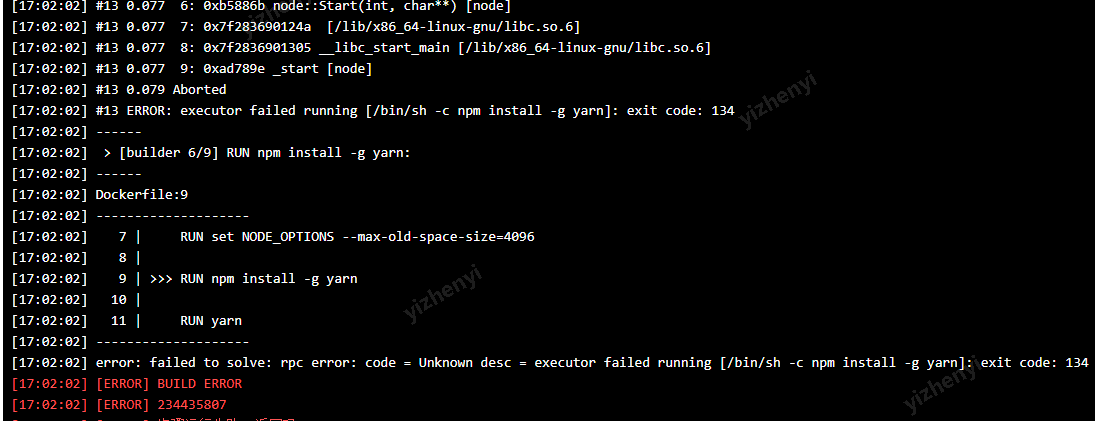 [17:02:02] #13 0.077  6: 0xb5886b node::Start(int, char**) [node]
[17:02:02] #13 0.077  7: 0x7f283690124a  [/lib/x86_64-linux-gnu/libc.so.6]
[17:02:02] #13 0.077  8: 0x7f2836901305 __libc_start_main [/lib/x86_64-linux-gnu/libc.so.6]
[17:02:02] #13 0.077  9: 0xad789e _start [node]
[17:02:02] #13 0.079 Aborted
[17:02:02] #13 ERROR: executor failed running [/bin/sh -c npm install -g yarn]: exit code: 134
[17:02:02] ------
[17:02:02]  > [builder 6/9] RUN npm install -g yarn:
[17:02:02] ------
[17:02:02] Dockerfile:9
[17:02:02] --------------------
[17:02:02]    7 |     RUN set NODE_OPTIONS --max-old-space-size=4096
[17:02:02]    8 |
[17:02:02]    9 | >>> RUN npm install -g yarn
[17:02:02]   10 |
[17:02:02]   11 |     RUN yarn
[17:02:02] --------------------
[17:02:02] error: failed to solve: rpc error: code = Unknown desc = executor failed running [/bin/sh -c npm install -g yarn]: exit code: 134
[17:02:02] [ERROR] BUILD ERROR
[17:02:02] [ERROR] 234435807
yizhenyi
yizhenyi
yizhenyi
yizhenyi